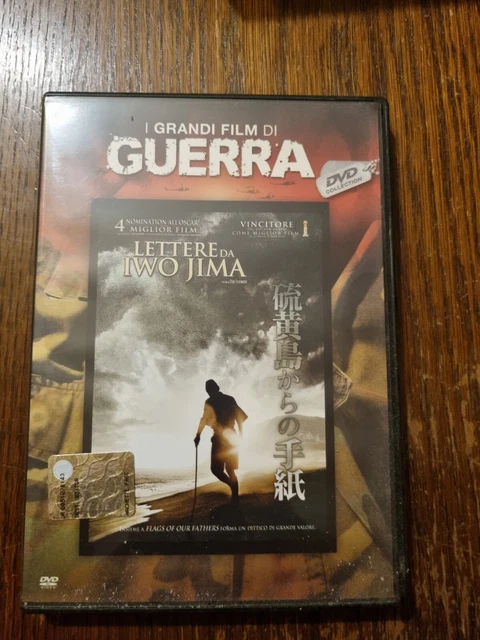 I GRANDI FILM DI
GUERRA
DVD
COLLECTION
4 NOMINATION ALL'OSCAR
MIGLIOR FILM
VINCITORE
COME MIGLIOR FILM
LETTERE DA
IWO JIMA
硫黄島からの手紙
INSIEME A FLAGS OF OUR FATHERS FORMA UN DITTICO DI GRANDE VALORE.
DVD